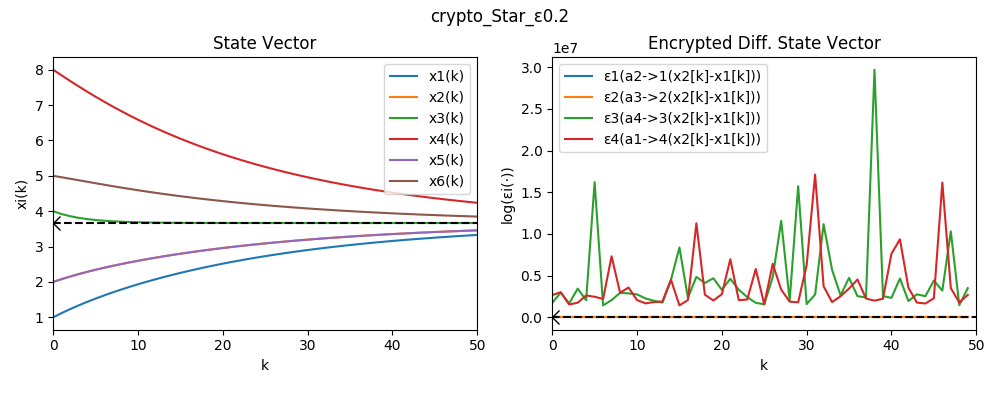 crypto_Star_ε0.2
State Vector
xi(k)
8
7
6
5
4
3
2
1
0 10 20 30 40 50
k
x1(k)
x2(k)
x3(k)
x4(k)
x5(k)
x6(k)
Encrypted Diff. State Vector
1e7
log(εi(·))
3.0
2.5
2.0
1.5
1.0
0.5
0.0
0 10 20 30 40 50
k
ε1(a2->1(x2[k]-x1[k]))
ε2(a3->2(x2[k]-x1[k]))
ε3(a4->3(x2[k]-x1[k]))
ε4(a1->4(x2[k]-x1[k]))